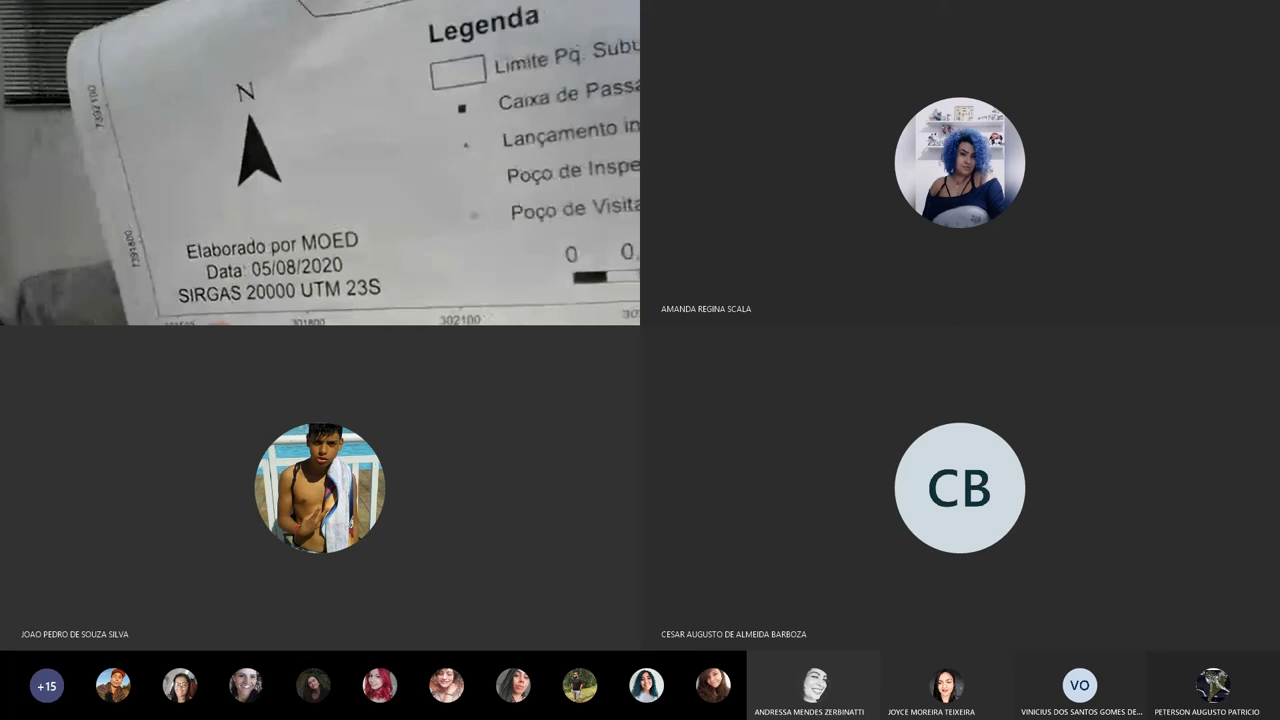 Legenda
Limite Pq. Subu
N
Caixa de Passa
Lançamento in
Poço de Inspe
Poço de Visita
0 0,
7392100
7391800
Elaborado por MOED
Data: 05/08/2020
SIRGAS 20000 UTM 23S
301800
302100
AMANDA REGINA SCALA
CB
JOAO PEDRO DE SOUZA SILVA
CESAR AUGUSTO DE ALMEIDA BARBOZA
+15
VO
ANDRESSA MENDES ZERBINATTI
JOYCE MOREIRA TEIXEIRA
VINICIUS DOS SANTOS GOMES DE...
PETERSON AUGUSTO PATRICIO